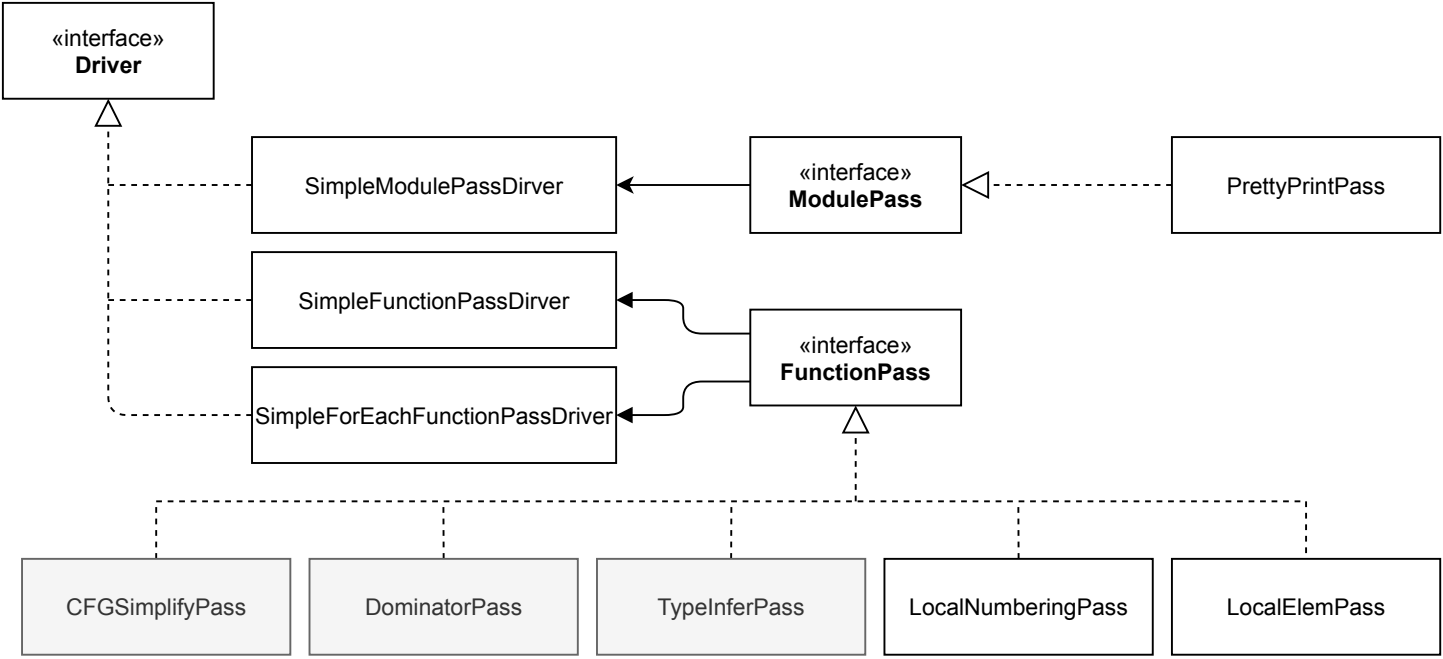 «interface»
Driver
SimpleModulePassDirver
«interface»
ModulePass
PrettyPrintPass
SimpleFunctionPassDirver
«interface»
FunctionPass
SimpleForEachFunctionPassDriver
CFGSimplifyPass
DominatorPass
TypeInferPass
LocalNumberingPass
LocalElemPass